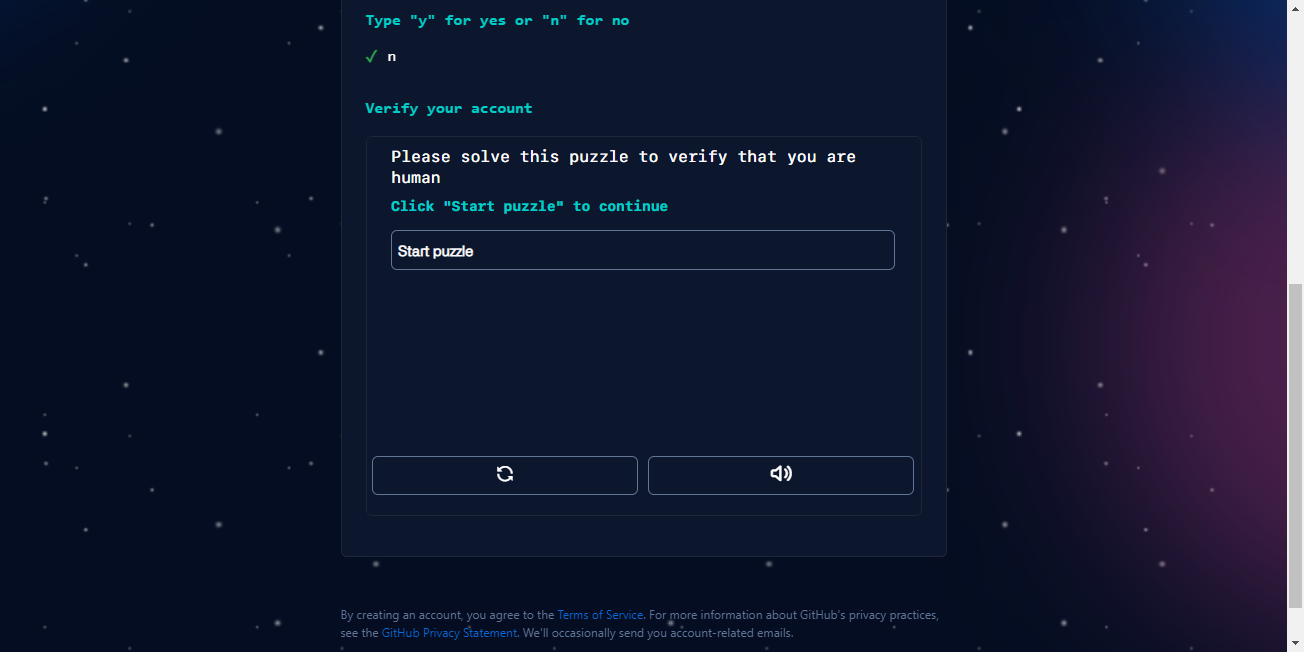 Type "y" for yes or "n" for no
✓ n
Verify your account
Please solve this puzzle to verify that you are
human
Click "Start puzzle" to continue
Start puzzle
By creating an account, you agree to the Terms of Service. For more information about GitHub's privacy practices,
see the GitHub Privacy Statement. We'll occasionally send you account-related emails.